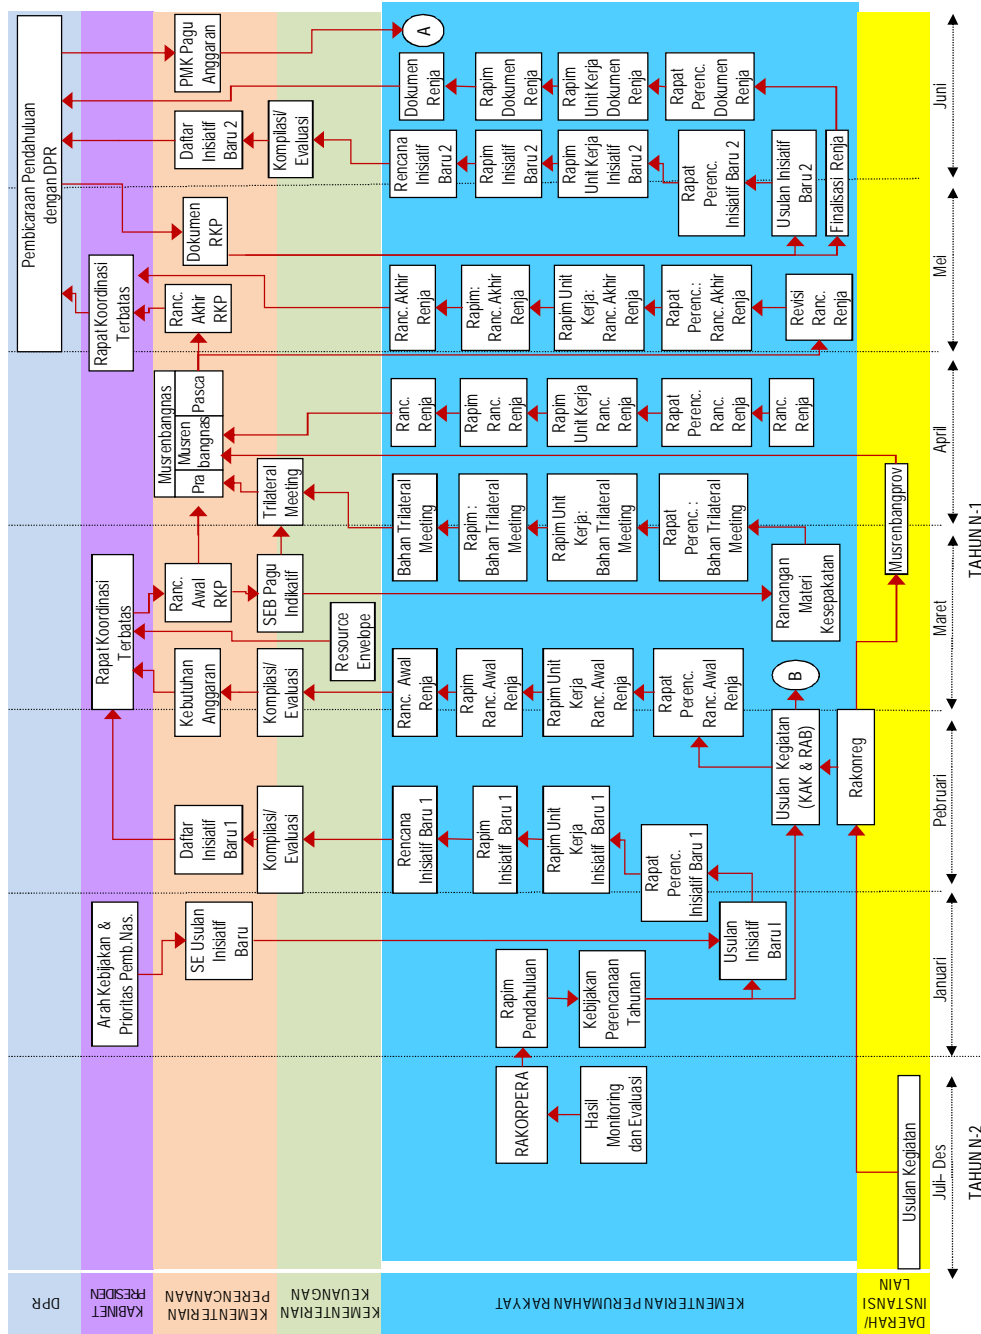 DPR
KABINET
PRESIDEN
KEMENTERIAN
PERENCANAAN
KEMENTERIAN
KEUANGAN
KEMENTERIAN PERUMAHAN RAKYAT
DAERAH/
INSTANSI
LAIN
Pembicaraan Pendahuluan
dengan DPR
Arah Kebijakan &
Prioritas Pemb.Nas.
Rapat Koordinasi
Terbatas
Rapat Koordinasi
Terbatas
SE Usulan
Inisiatif
Baru
Daftar
Inisiatif
Baru 1
Kebutuhan
Anggaran
Ranc.
Awal
RKP
Musrenbangnas
Pra
Musren
bangnas
Pasca
Ranc.
Akhir
RKP
Dokumen
RKP
Daftar
Inisiatif
Baru 2
PMK Pagu
Anggaran
Kompilasi/
Evaluasi
Kompilasi/
Evaluasi
SEB Pagu
Indikatif
Trilateral
Meeting
Kompilasi/
Evaluasi
Resource
Envelope
Rencana
Inisiatif Baru 1
Ranc. Awal
Renja
Bahan Trilateral
Meeting
Ranc.
Renja
Ranc. Akhir
Renja
Rencana
Inisiatif Baru 2
Dokumen
Renja
A
RAKORPERA
Rapim
Pendahuluan
Rapim
Inisiatif Baru 1
Rapim
Ranc. Awal
Renja
Rapim :
Bahan Trilateral
Meeting
Rapim
Ranc.
Renja
Rapim:
Ranc. Akhir
Renja
Rapim
Inisiatif
Baru 2
Rapim
Dokumen
Renja
Hasil
Monitoring
dan Evaluasi
Kebijakan
Perencanaan
Tahunan
Rapim Unit
Kerja
Inisiatif Baru 1
Rapim Unit
Kerja
Ranc. Awal
Renja
Rapim Unit
Kerja:
Bahan Trilateral
Meeting
Rapim
Unit Kerja
Ranc.
Renja
Rapim Unit
Kerja:
Ranc. Akhir
Renja
Rapim
Unit Kerja
Inisiatif
Baru 2
Rapim
Unit Kerja
Dokumen
Renja
Rapat
Perenc.
Inisiatif Baru 1
Rapat
Perenc.
Ranc. Awal
Renja
Rapat
Perenc. :
Bahan Trilateral
Meeting
Rapat
Perenc.
Ranc.
Renja
Rapat
Perenc.:
Ranc. Akhir
Renja
Rapat
Perenc.
Inisiatif Baru 2
Rapat
Perenc.
Dokumen
Renja
Usulan
Inisiatif
Baru I
Usulan Kegiatan
(KAK & RAB)
B
Rancangan
Materi
Kesepakatan
Ranc.
Renja
Revisi
Ranc.
Renja
Usulan Inisiatif
Baru 2
Finalisasi Renja
Rakonreg
Usulan Kegiatan
Musrenbangprov
Juli– Des
Januari
Pebruari
Maret
April
Mei
Juni
TAHUN N-2
TAHUN N-1